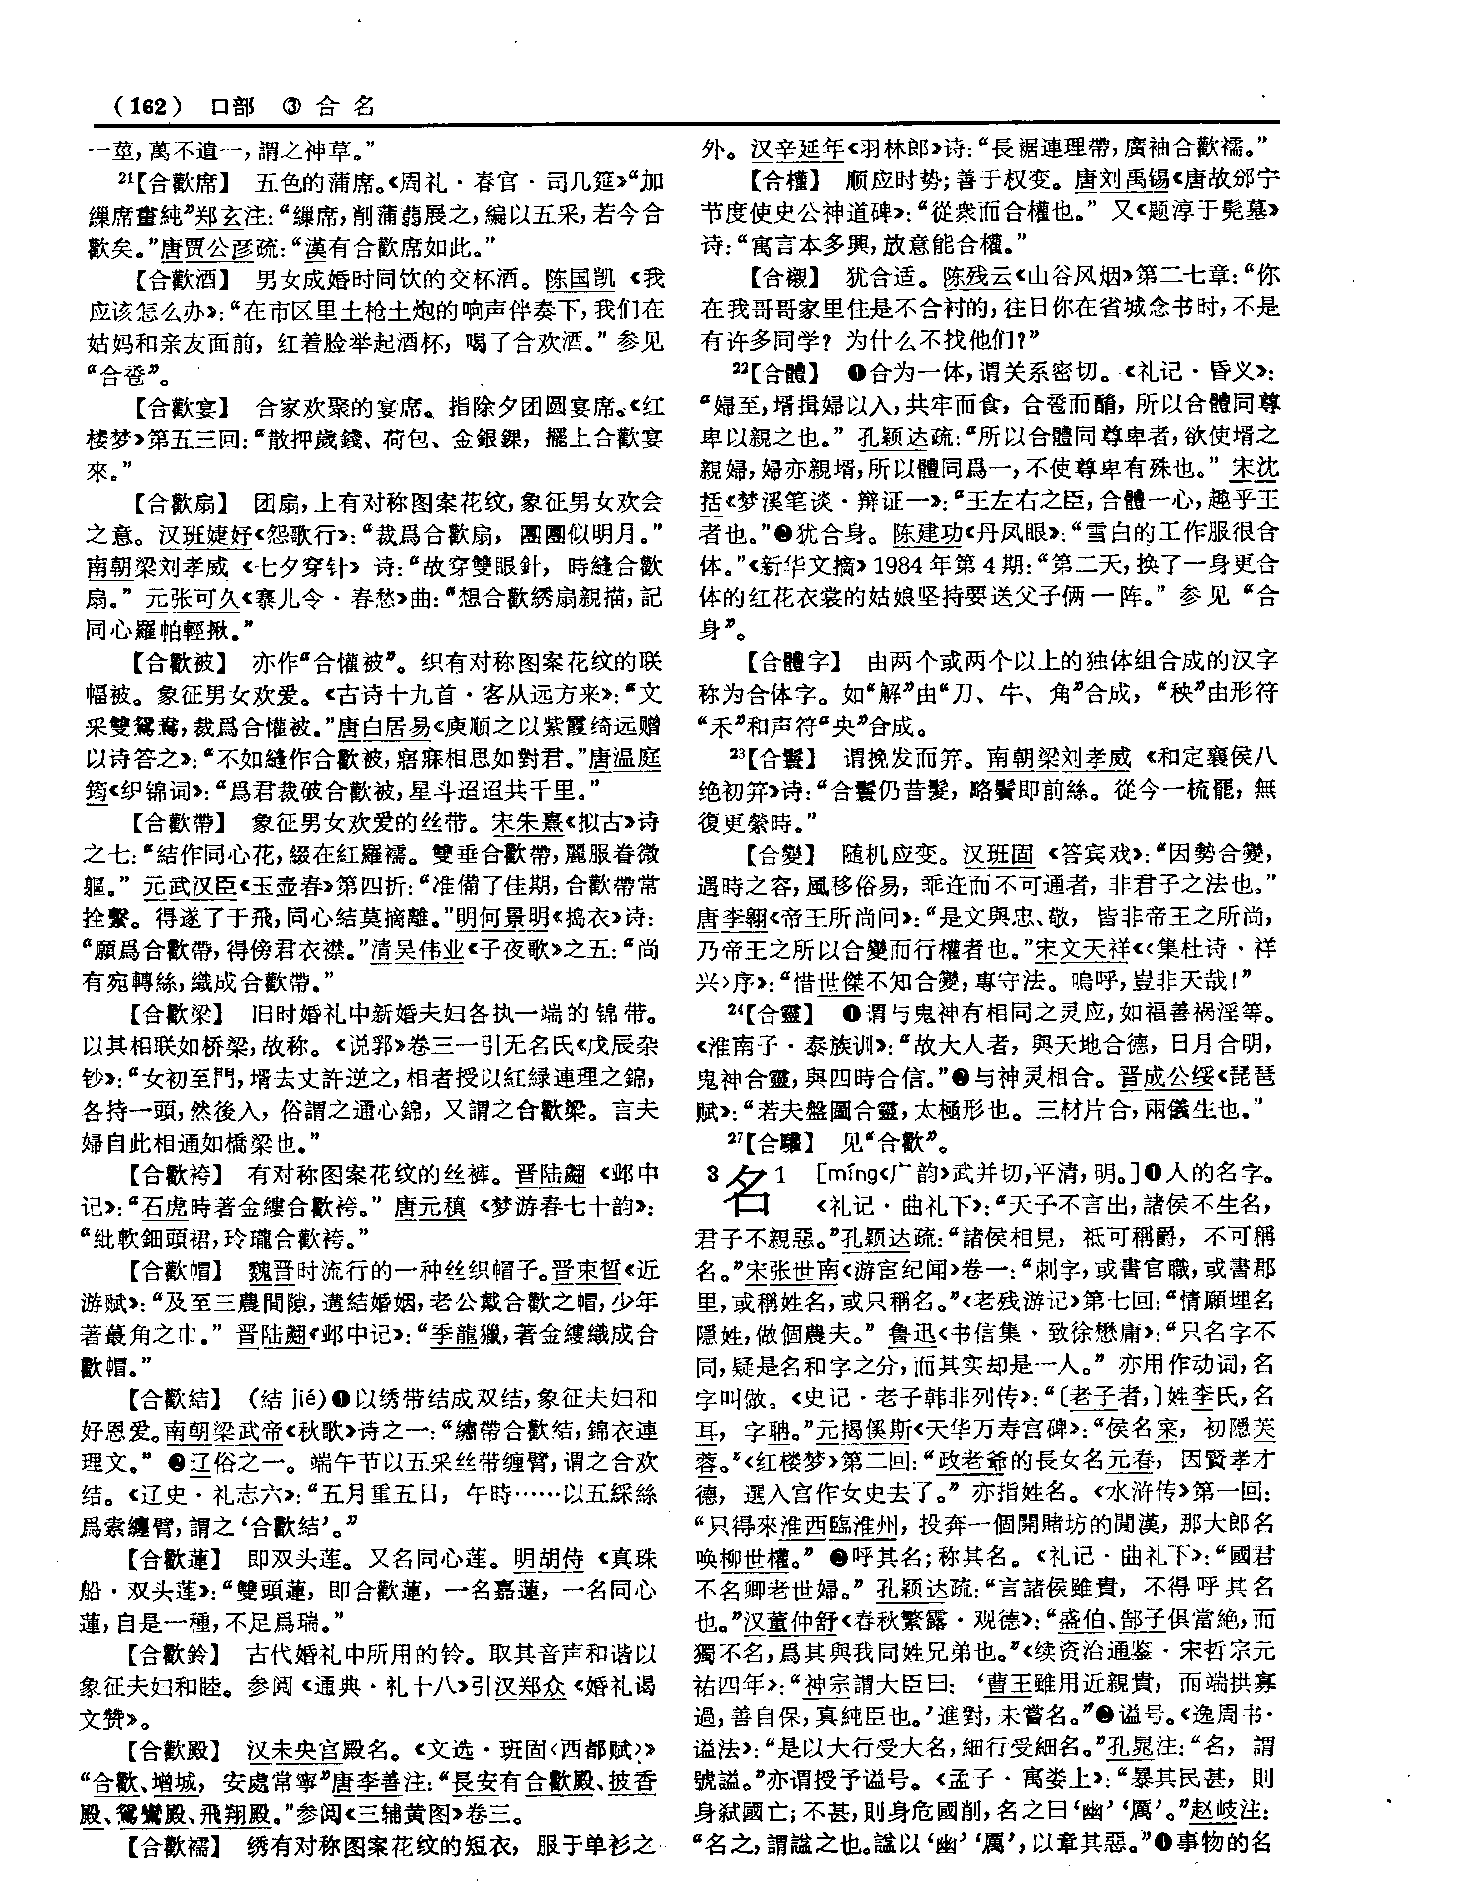 (162) 口部 ③ 合 名
一莖,萬不遺一,謂之神草。”
21【合歡席】 五色的蒲席。《周礼·春官·司几筵》“加
繅席畫純”郑玄注:“繅席,削蒲蒻展之,編以五采,若今合
歡矣。”唐贾公彦疏:“漢有合歡席如此。”
【合歡酒】 男女成婚时同饮的交杯酒。陈国凯《我
应该怎么办》:“在市区里土枪土炮的响声伴奏下,我们在
姑妈和亲友面前,红着脸举起酒杯,喝了合欢酒。”参见
“合卺”。
【合歡宴】 合家欢聚的宴席。指除夕团圆宴席。《红
楼梦》第五三回:“散押歲錢、荷包、金銀錁,擺上合歡宴
來。”
【合歡扇】 团扇,上有对称图案花纹,象征男女欢会
之意。汉班婕妤《怨歌行》:“裁爲合歡扇,團團似明月。”
南朝梁刘孝威《七夕穿针》诗:“故穿雙眼針,時縫合歡
扇。”元张可久《寨儿令·春愁》曲:“想合歡綉扇親描,記
同心羅帕輕揪。”
【合歡被】 亦作“合懽被”。织有对称图案花纹的联
幅被。象征男女欢爱。《古诗十九首·客从远方来》:“文
采雙鴛鴦,裁爲合懽被。”唐白居易《庾顺之以紫霞绮远赠
以诗答之》:“不如縫作合歡被,寤寐相思如對君。”唐温庭
筠《织锦词》:“爲君裁破合歡被,星斗迢迢共千里。”
【合歡帶】 象征男女欢爱的丝带。宋朱熹《拟古》诗
之七:“結作同心花,綴在紅羅襦。雙垂合歡帶,麗服眷微
軀。”元武汉臣《玉壶春》第四折:“准備了佳期,合歡帶常
拴繫。得遂了于飛,同心結莫摘離。”明何景明《捣衣》诗:
“願爲合歡帶,得傍君衣襟。”清吴伟业《子夜歌》之五:“尚
有宛轉絲,織成合歡帶。”
【合歡梁】 旧时婚礼中新婚夫妇各执一端的锦带。
以其相联如桥梁,故称。《说郛》卷三一引无名氏《戊辰杂
钞》:“女初至門,壻去丈許逆之,相者授以紅緑連理之錦,
各持一頭,然後入,俗謂之通心錦,又謂之合歡梁。言夫
婦自此相通如橋梁也。”
【合歡袴】 有对称图案花纹的丝裤。晋陆翽《邺中
记》:“石虎時著金縷合歡袴。”唐元稹《梦游春七十韵》:
“紕軟鈿頭裙,玲瓏合歡袴。”
【合歡帽】 魏晋时流行的一种丝织帽子。晋束皙《近
游赋》:“及至三農間隙,遘結婚姻,老公戴合歡之帽,少年
著蕞角之巾。”晋陆翽《邺中记》:“季龍獵,著金縷織成合
歡帽。”
【合歡結】 (结 jié)❶以绣带结成双结,象征夫妇和
好恩爱。南朝梁武帝《秋歌》诗之一:“繡帶合歡結,錦衣連
理文。”❷辽俗之一。端午节以五采丝带缠臂,谓之合欢
结。《辽史·礼志六》:“五月重五日,午時……以五綵絲
爲索纏臂,謂之‘合歡結’。”
【合歡蓮】 即双头莲。又名同心莲。明胡侍《真珠
船·双头莲》:“雙頭蓮,即合歡蓮,一名嘉蓮,一名同心
蓮,自是一種,不足爲瑞。”
【合歡鈴】 古代婚礼中所用的铃。取其音声和谐以
象征夫妇和睦。参阅《通典·礼十八》引汉郑众《婚礼谒
文赞》。
【合歡殿】 汉未央宫殿名。《文选·班固〈西都赋〉》
“合歡、增城,安處常寧”唐李善注:“長安有合歡殿、披香
殿、鴛鸞殿、飛翔殿。”参阅《三辅黄图》卷三。
【合歡襦】 绣有对称图案花纹的短衣,服于单衫之
外。汉辛延年《羽林郎》诗:“長裾連理帶,廣袖合歡襦。”
【合權】 顺应时势;善于权变。唐刘禹锡《唐故邠宁
节度使史公神道碑》:“從衆而合權也。”又《题淳于髡墓》
诗:“寓言本多興,放意能合權。”
【合襯】 犹合适。陈残云《山谷风烟》第二七章:“你
在我哥哥家里住是不合衬的,往日你在省城念书时,不是
有许多同学?为什么不找他们?”
22【合體】 ❶合为一体,谓关系密切。《礼记·昏义》:
“婦至,壻揖婦以入,共牢而食,合卺而酳,所以合體同尊
卑以親之也。”孔颖达疏:“所以合體同尊卑者,欲使壻之
親婦,婦亦親壻,所以體同爲一,不使尊卑有殊也。”宋沈
括《梦溪笔谈·辩证一》:“王左右之臣,合體一心,趣乎王
者也。”❷犹合身。陈建功《丹凤眼》:“雪白的工作服很合
体。”《新华文摘》1984年第4期:“第二天,换了一身更合
体的红花衣裳的姑娘坚持要送父子俩一阵。”参见“合
身”。
【合體字】 由两个或两个以上的独体组合成的汉字
称为合体字。如“解”由“刀、牛、角”合成,“秧”由形符
“禾”和声符“央”合成。
23【合鬟】 谓挽发而笄。南朝梁刘孝威《和定襄侯八
绝初笄》诗:“合鬟仍昔髮,略鬢即前絲。從今一梳罷,無
復更縈時。”
【合變】 随机应变。汉班固《答宾戏》:“因勢合變,
遇時之容,風移俗易,乖迕而不可通者,非君子之法也。”
唐李翱《帝王所尚问》:“是文與忠、敬,皆非帝王之所尚,
乃帝王之所以合變而行權者也。”宋文天祥《〈集杜诗·祥
兴〉序》:“惜世傑不知合變,專守法。嗚呼,豈非天哉!”
24【合靈】 ❶谓与鬼神有相同之灵应,如福善祸淫等。
《淮南子·泰族训》:“故大人者,與天地合德,日月合明,
鬼神合靈,與四時合信。”❷与神灵相合。晋成公绥《琵琶
赋》:“若夫盤圓合靈,太極形也。三材片合,兩儀生也。”
27【合驩】 见“合歡”。
3 名1 [míng《广韵》武并切,平清,明。]❶人的名字。
《礼记·曲礼下》:“天子不言出,諸侯不生名,
君子不親惡。”孔颖达疏:“諸侯相見,祗可稱爵,不可稱
名。”宋张世南《游宦纪闻》卷一:“刺字,或書官職,或書郡
里,或稱姓名,或只稱名。”《老残游记》第七回:“情願埋名
隱姓,做個農夫。”鲁迅《书信集·致徐懋庸》:“只名字不
同,疑是名和字之分,而其实却是一人。”亦用作动词,名
字叫做。《史记·老子韩非列传》:“〔老子者,〕姓李氏,名
耳,字聃。”元揭傒斯《天华万寿宫碑》:“侯名寀,初隱芙
蓉。”《红楼梦》第二回:“政老爺的長女名元春,因賢孝才
德,選入宫作女史去了。”亦指姓名。《水浒传》第一回:
“只得來淮西臨淮州,投奔一個開賭坊的閒漢,那大郎名
唤柳世權。”❷呼其名;称其名。《礼记·曲礼下》:“國君
不名卿老世婦。”孔颖达疏:“言諸侯雖貴,不得呼其名
也。”汉董仲舒《春秋繁露·观德》:“盛伯、郜子俱當絶,而
獨不名,爲其與我同姓兄弟也。”《续资治通鉴·宋哲宗元
祐四年》:“神宗謂大臣曰:‘曹王雖用近親貴,而端拱寡
過,善自保,真純臣也。’進對,未嘗名。”❸谥号。《逸周书·
谥法》:“是以大行受大名,細行受細名。”孔晁注:“名,謂
號謚。”亦谓授予谥号。《孟子·离娄上》:“暴其民甚,則
身弑國亡;不甚,則身危國削,名之曰‘幽’‘厲’。”赵岐注:
“名之,謂謚之也。謚以‘幽’‘厲’,以章其惡。”❹事物的名